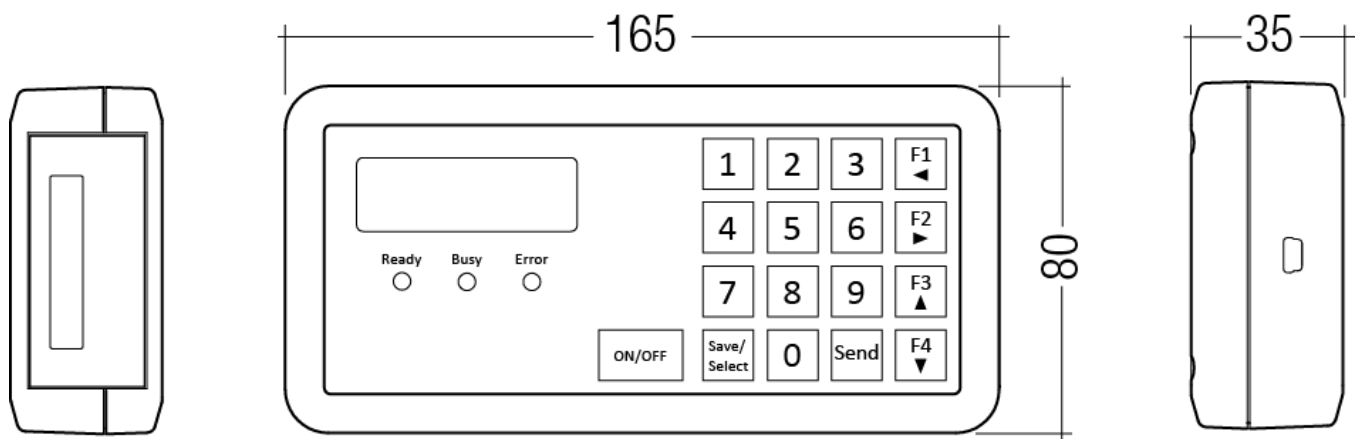 165
35
80
1 2 3 F1
4 5 6 F2
Ready Busy Error
7 8 9 F3
ON/OFF
Save/
Select
0 Send F4